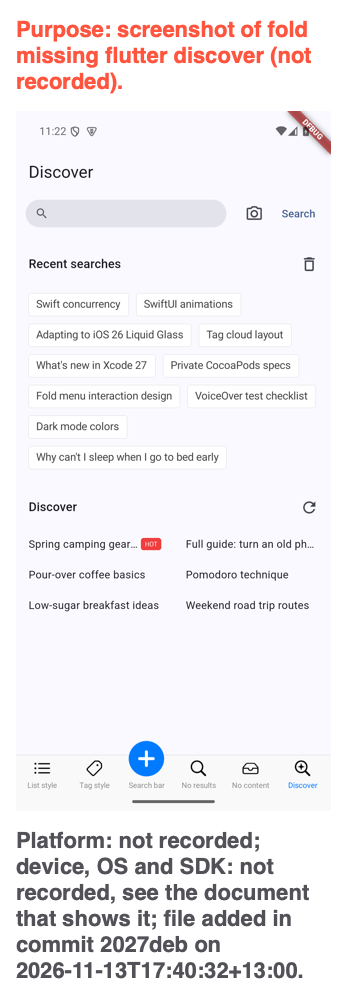 Purpose: screenshot of fold
missing flutter discover (not
recorded).
11:22
DEBUG
Discover
Search
Recent searches
Swift concurrency
SwiftUI animations
Adapting to iOS 26 Liquid Glass
Tag cloud layout
What's new in Xcode 27
Private CocoaPods specs
Fold menu interaction design
VoiceOver test checklist
Dark mode colors
Why can't I sleep when I go to bed early
Discover
Spring camping gear... HOT
Full guide: turn an old ph...
Pour-over coffee basics
Pomodoro technique
Low-sugar breakfast ideas
Weekend road trip routes
List style
Tag style
Search bar
No results
No content
Discover
Platform: not recorded;
device, OS and SDK: not
recorded, see the document
that shows it; file added in
commit 2027deb on
2026-11-13T17:40:32+13:00.